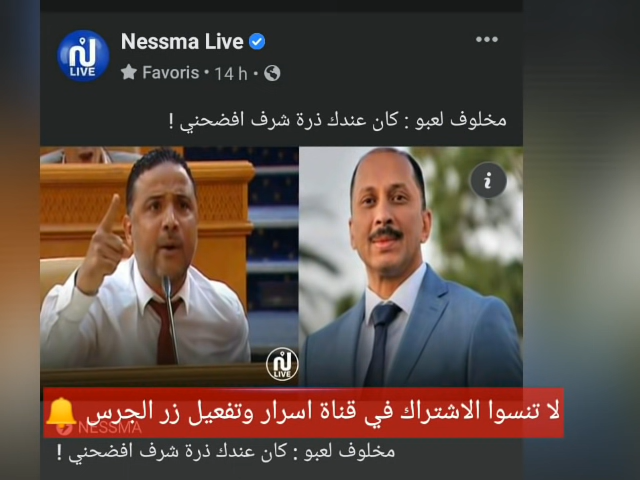 Nessma Live
Favoris • 14 h •
مخلوف لعبو : كان عندك ذرة شرف افضحني !
i
LIVE
LIVE
لا تنسوا الاشتراك في قناة اسرار وتفعيل زر الجرس
NESSMA
مخلوف لعبو : كان عندك ذرة شرف افضحني !